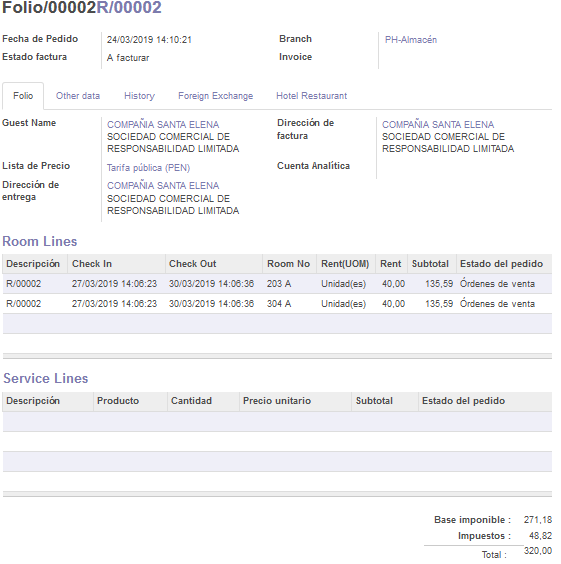 Folio/00002R/00002
Fecha de Pedido 24/03/2019 14:10:21 Branch PH-Almacén
Estado factura A facturar Invoice
Folio Other data History Foreign Exchange Hotel Restaurant
Guest Name COMPAÑIA SANTA ELENA Dirección de COMPAÑIA SANTA ELENA
SOCIEDAD COMERCIAL DE factura SOCIEDAD COMERCIAL DE
RESPONSABILIDAD LIMITADA RESPONSABILIDAD LIMITADA
Lista de Precio Tarifa pública (PEN) Cuenta Analítica
Dirección de COMPAÑIA SANTA ELENA
entrega SOCIEDAD COMERCIAL DE
RESPONSABILIDAD LIMITADA
Room Lines
Descripción Check In Check Out Room No Rent(UOM) Rent Subtotal Estado del pedido
R/00002 27/03/2019 14:06:23 30/03/2019 14:06:36 203 A Unidad(es) 40,00 135,59 Órdenes de venta
R/00002 27/03/2019 14:06:23 30/03/2019 14:06:36 304 A Unidad(es) 40,00 135,59 Órdenes de venta
Service Lines
Descripción Producto Cantidad Precio unitario Subtotal Estado del pedido
Base imponible : 271,18
Impuestos : 48,82
Total : 320,00